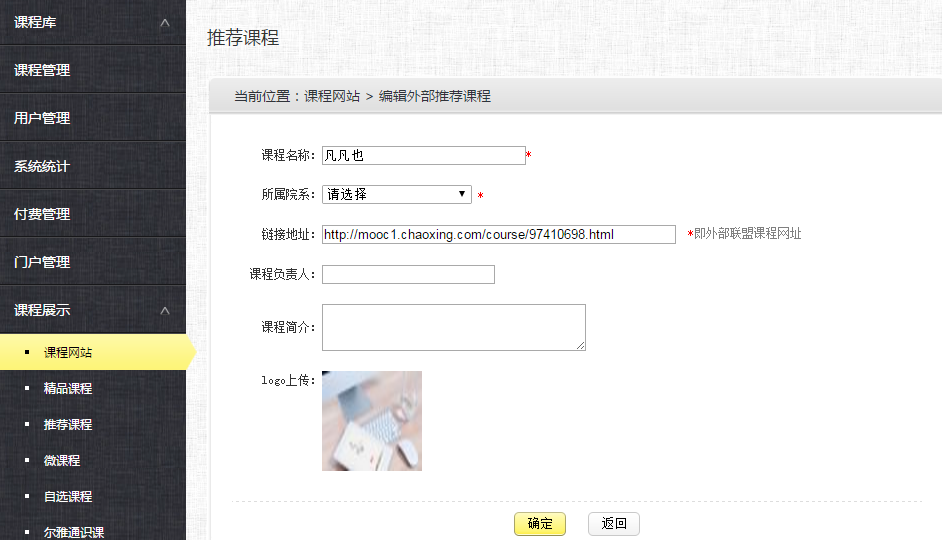 课程库
课程管理
用户管理
系统统计
付费管理
门户管理
课程展示
课程网站
精品课程
推荐课程
微课程
自选课程
尔雅通识课
推荐课程
当前位置：课程网站 > 编辑外部推荐课程
课程名称： 凡凡也 *
所属院系： 请选择 *
链接地址： http://mooc1.chaoxing.com/course/97410698.html *即外部联盟课程网址
课程负责人：
课程简介：
logo上传：
确定 返回